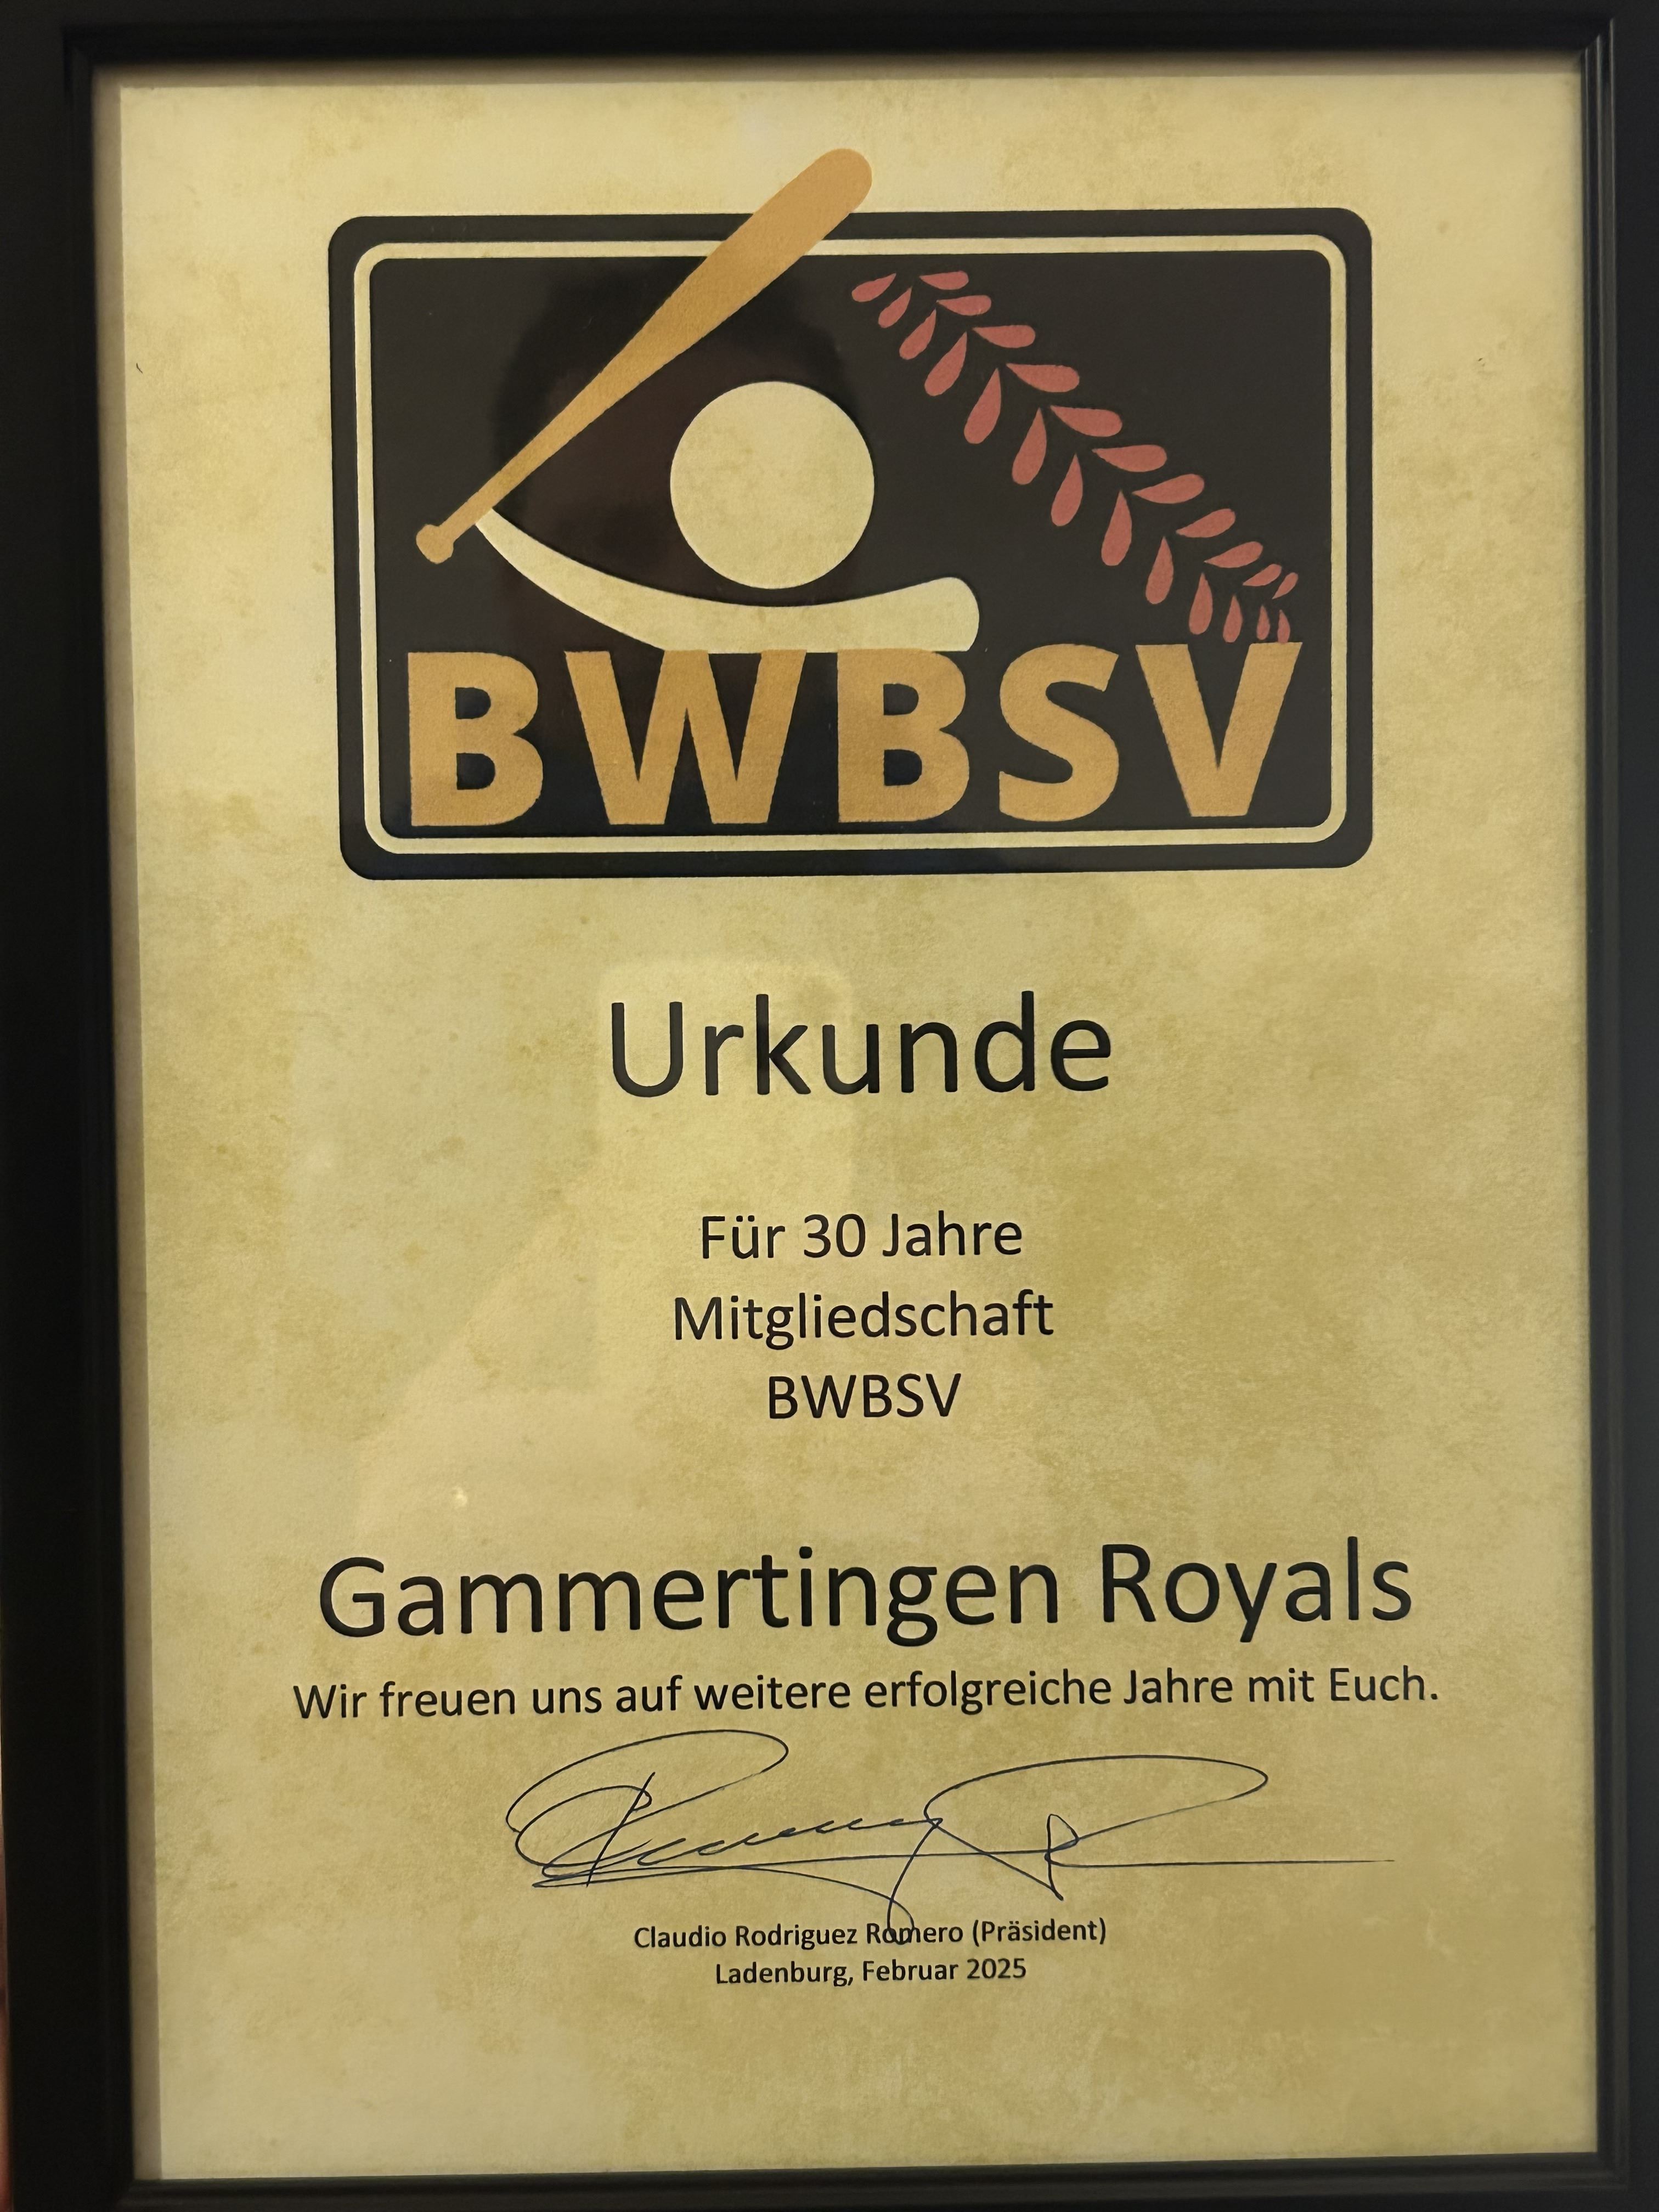 BWBSV
Urkunde
Für 30 Jahre
Mitgliedschaft
BWBSV
Gammertingen Royals
Wir freuen uns auf weitere erfolgreiche Jahre mit Euch.
Claudio Rodriguez Romero (Präsident)
Ladenburg, Februar 2025